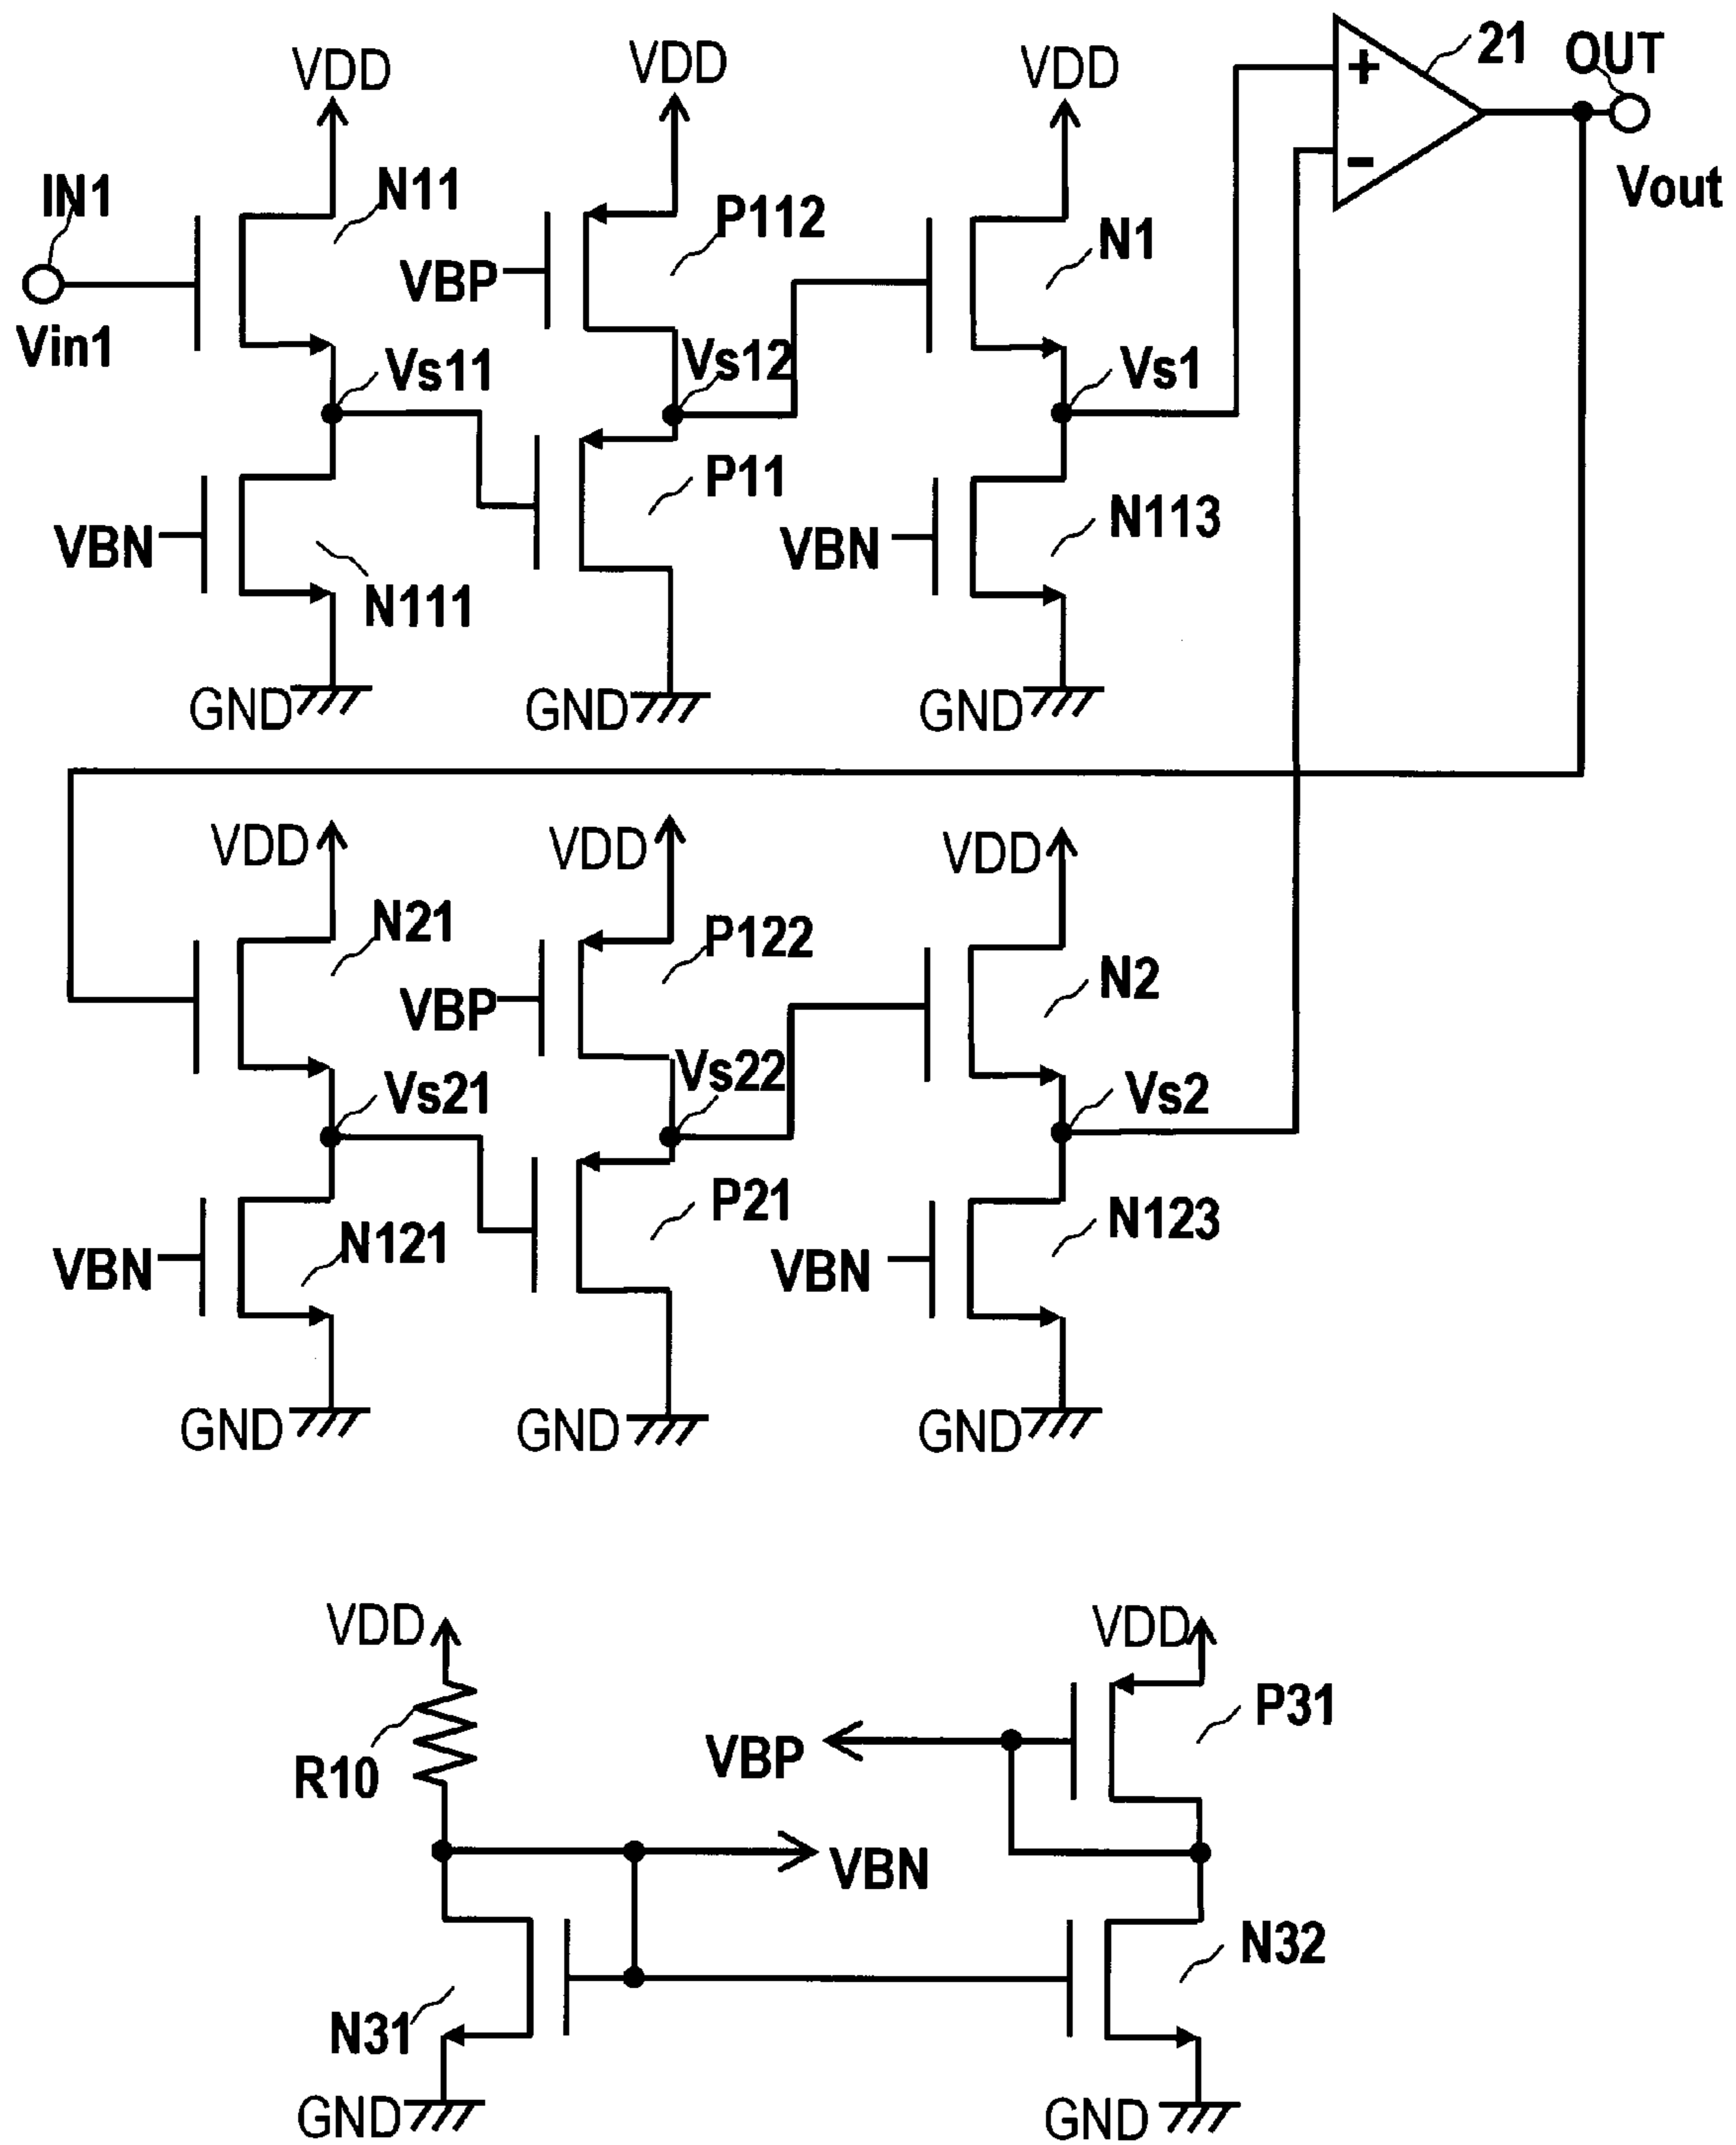 VDD
VDD
VDD
21
OUT
+
-
Vout
IN1
N11
P112
N1
VBP
Vin1
Vs11
Vs12
Vs1
P11
VBN
N111
VBN
N113
GND
GND
GND
VDD
VDD
VDD
N21
P122
N2
VBP
Vs21
Vs22
Vs2
P21
VBN
N121
VBN
N123
GND
GND
GND
VDD
VDD
R10
VBP
P31
VBN
N31
N32
GND
GND